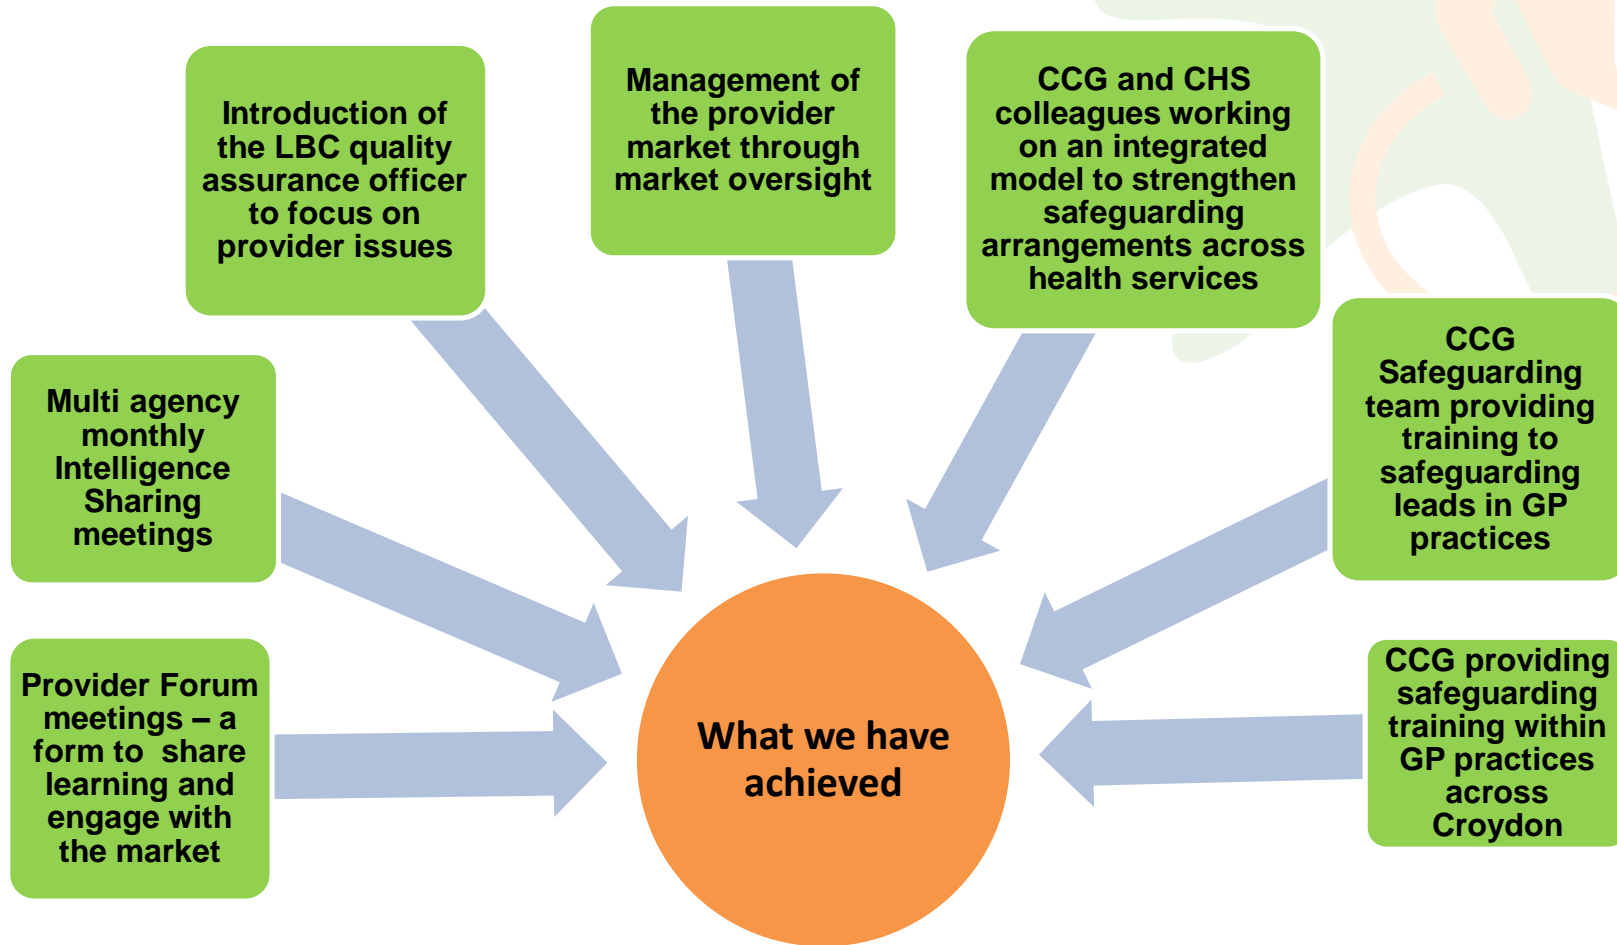 Introduction of
the LBC quality
assurance officer
to focus on
provider issues
Management of
the provider
market through
market oversight
CCG and CHS
colleagues working
on an integrated
model to strengthen
safeguarding
arrangements across
health services
Multi agency
monthly
Intelligence
Sharing
meetings
CCG
Safeguarding
team providing
training to
safeguarding
leads in GP
practices
Provider Forum
meetings – a
form to  share
learning and
engage with
the market
What we have
achieved
CCG providing
safeguarding
training within
GP practices
across
Croydon